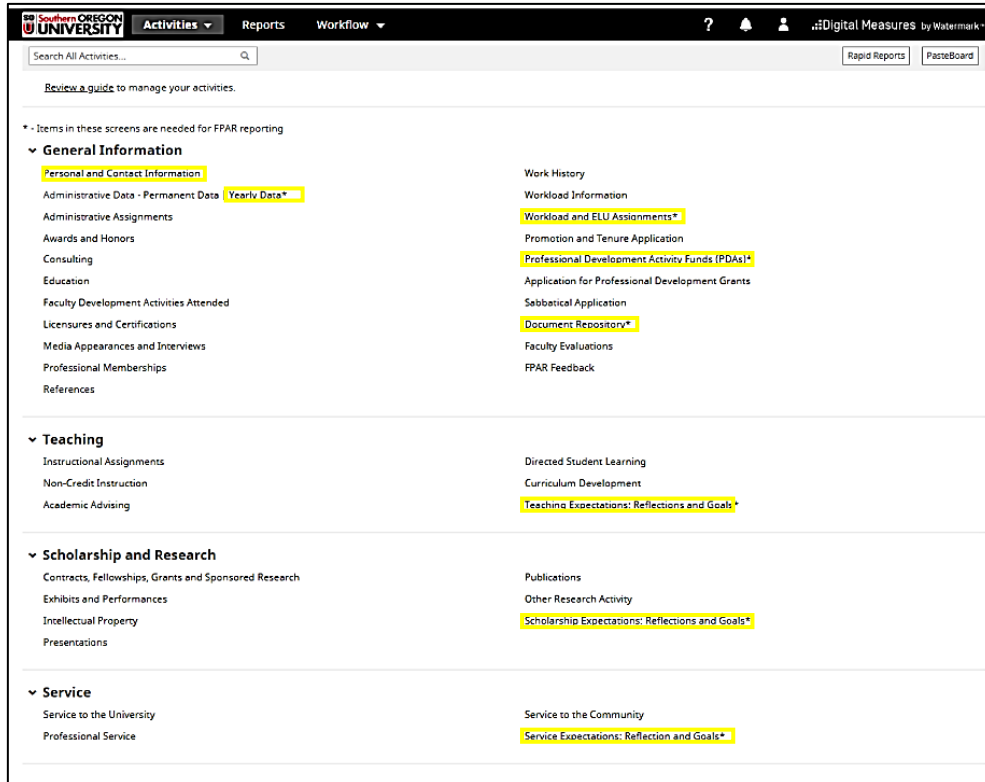 SOU Southern OREGON UNIVERSITY Activities Reports Workflow ? Digital Measures by Watermark™
Search All Activities... Rapid Reports PasteBoard
Review a guide to manage your activities.
* - Items in these screens are needed for FPAR reporting
General Information
Personal and Contact Information Work History
Administrative Data - Permanent Data | Yearly Data* Workload Information
Administrative Assignments Workload and ELU Assignments*
Awards and Honors Promotion and Tenure Application
Consulting Professional Development Activity Funds (PDAs)*
Education Application for Professional Development Grants
Faculty Development Activities Attended Sabbatical Application
Licensures and Certifications Document Repository*
Media Appearances and Interviews Faculty Evaluations
Professional Memberships FPAR Feedback
References
Teaching
Instructional Assignments Directed Student Learning
Non-Credit Instruction Curriculum Development
Academic Advising Teaching Expectations: Reflections and Goals*
Scholarship and Research
Contracts, Fellowships, Grants and Sponsored Research Publications
Exhibits and Performances Other Research Activity
Intellectual Property Scholarship Expectations: Reflections and Goals*
Presentations
Service
Service to the University Service to the Community
Professional Service Service Expectations: Reflection and Goals*